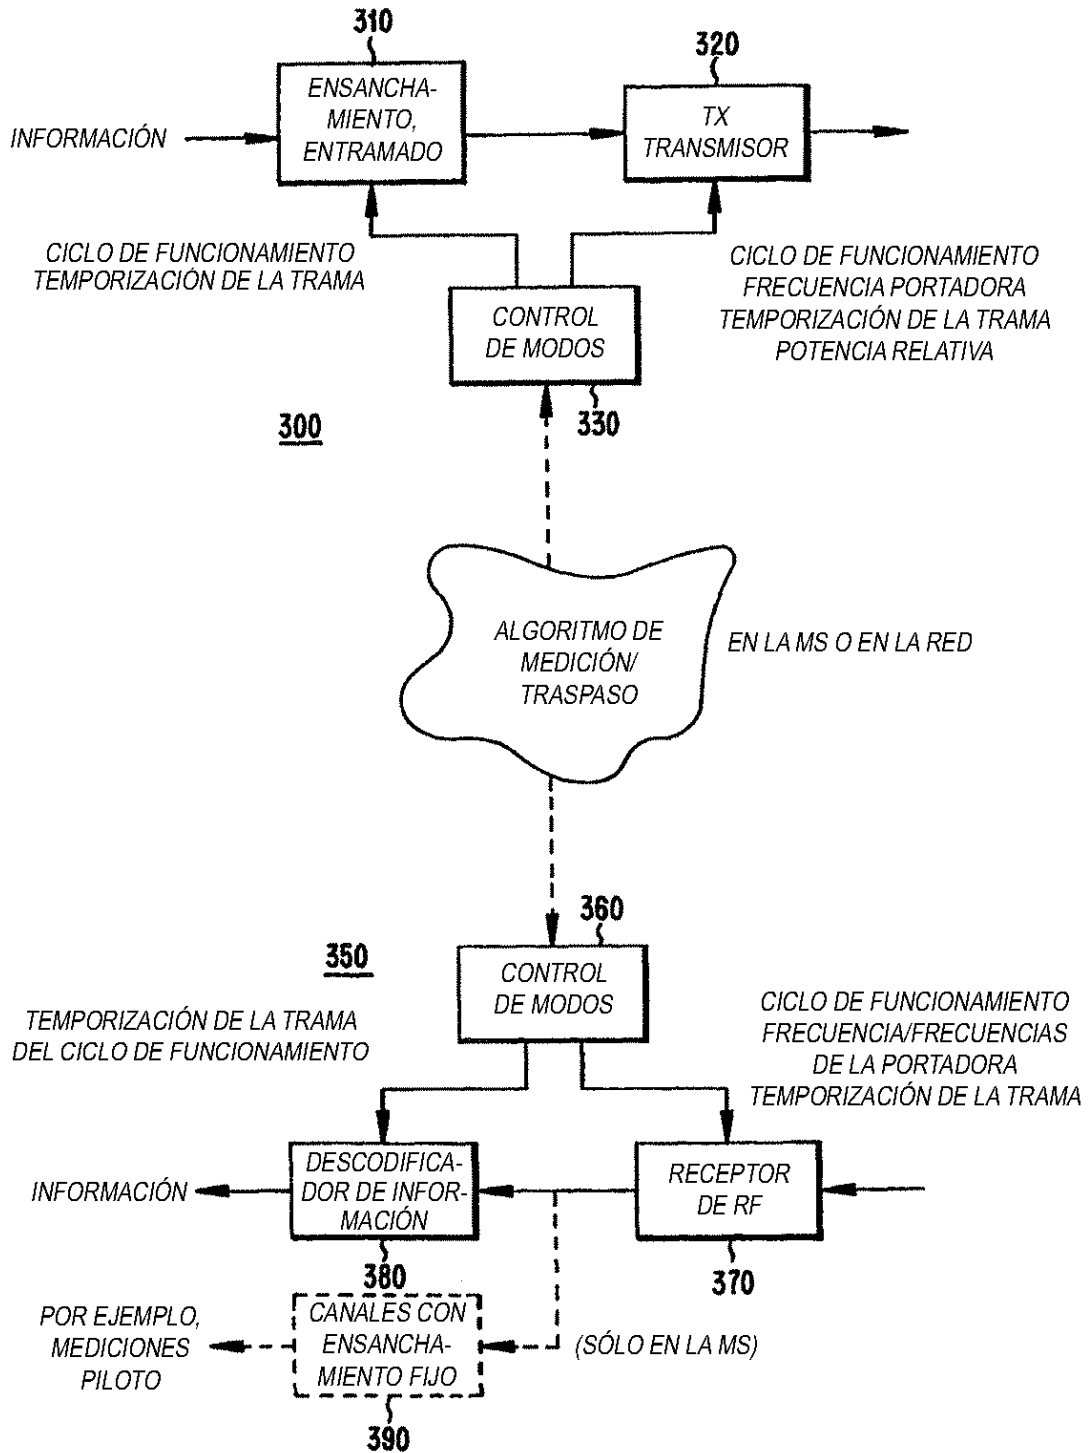 310
320
ENSANCHA-
MIENTO,
ENTRAMADO
TX
TRANSMISOR
INFORMACIÓN
CICLO DE FUNCIONAMIENTO
TEMPORIZACIÓN DE LA TRAMA
CICLO DE FUNCIONAMIENTO
FRECUENCIA PORTADORA
TEMPORIZACIÓN DE LA TRAMA
POTENCIA RELATIVA
CONTROL
DE MODOS
330
300
ALGORITMO DE
MEDICIÓN/
TRASPASO
EN LA MS O EN LA RED
360
350
CONTROL
DE MODOS
TEMPORIZACIÓN DE LA TRAMA
DEL CICLO DE FUNCIONAMIENTO
CICLO DE FUNCIONAMIENTO
FRECUENCIA/FRECUENCIAS
DE LA PORTADORA
TEMPORIZACIÓN DE LA TRAMA
INFORMACIÓN
DESCODIFICA-
DOR DE INFOR-
MACIÓN
RECEPTOR
DE RF
380
370
POR EJEMPLO,
MEDICIONES
PILOTO
CANALES CON
ENSANCHA-
MIENTO FIJO
(SÓLO EN LA MS)
390